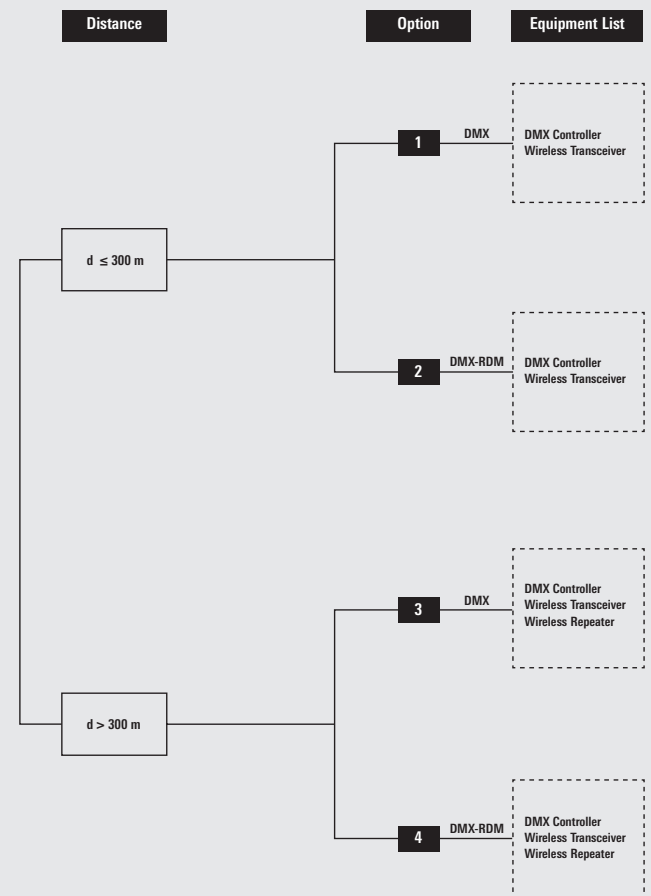 Distance
Option
Equipment List
1
DMX
DMX Controller
Wireless Transceiver
d ≤ 300 m
2
DMX-RDM
DMX Controller
Wireless Transceiver
3
DMX
DMX Controller
Wireless Transceiver
Wireless Repeater
d > 300 m
4
DMX-RDM
DMX Controller
Wireless Transceiver
Wireless Repeater